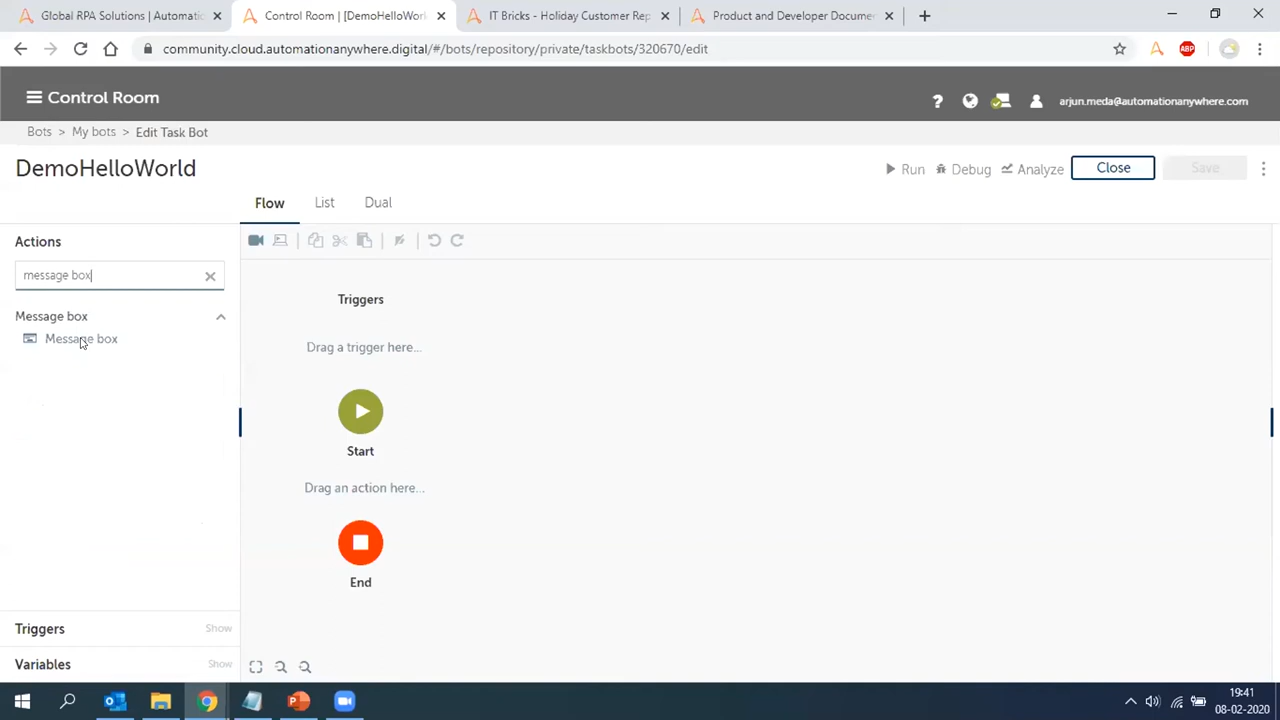 Global RPA Solutions | Automatic
Control Room | [DemoHelloWorld
IT Bricks - Holiday Customer Rep
Product and Developer Docume
community.cloud.automationanywhere.digital/#/bots/repository/private/taskbots/320670/edit
ABP
Control Room
? arjun.meda@automationanywhere.com
Bots > My bots > Edit Task Bot
DemoHelloWorld
Run Debug Analyze Close Save
Flow List Dual
Actions
message box
Message box
Message box
Triggers
Drag a trigger here...
Start
Drag an action here...
End
Triggers Show
Variables Show
19:41
08-02-2020